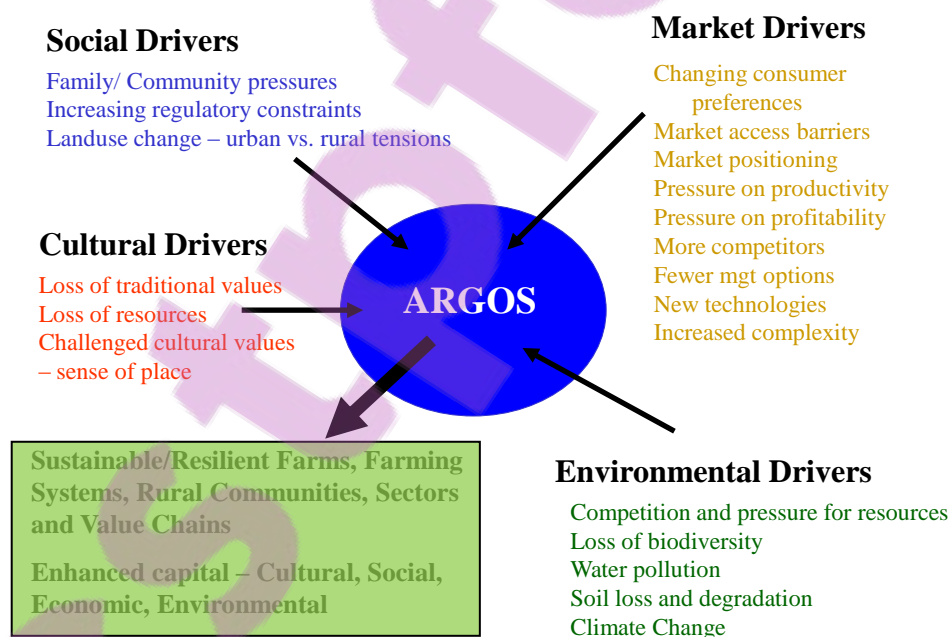 Social Drivers
Family/ Community pressures
Increasing regulatory constraints
Landuse change – urban vs. rural tensions
Market Drivers
Changing consumer
preferences
Market access barriers
Market positioning
Pressure on productivity
Pressure on profitability
More competitors
Fewer mgt options
New technologies
Increased complexity
Cultural Drivers
Loss of traditional values
Loss of resources
Challenged cultural values
– sense of place
ARGOS
Sustainable/Resilient Farms, Farming
Systems, Rural Communities, Sectors
and Value Chains
Enhanced capital – Cultural, Social,
Economic, Environmental
Environmental Drivers
Competition and pressure for resources
Loss of biodiversity
Water pollution
Soil loss and degradation
Climate Change